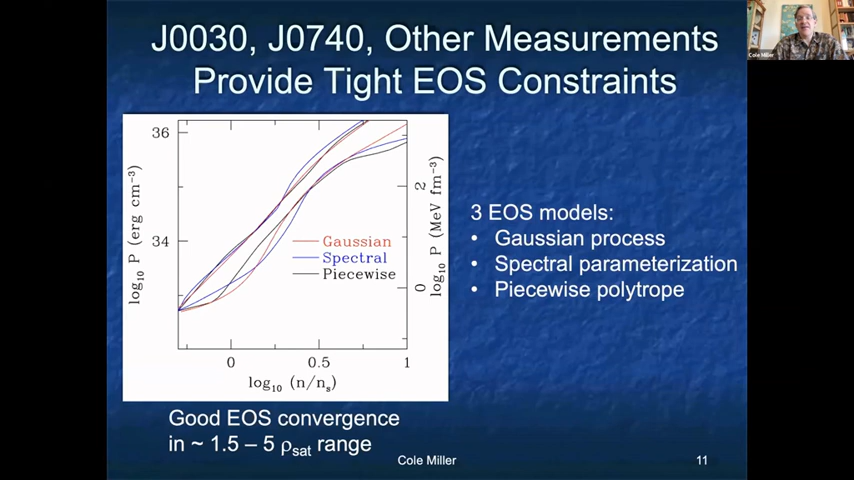 J0030, J0740, Other Measurements
Provide Tight EOS Constraints
Cole Miller
36
34
log₁₀ P (erg cm⁻³)
2
0
log₁₀ P (MeV fm⁻³)
Gaussian
Spectral
Piecewise
0
0.5
1
log₁₀ (n/nₛ)
3 EOS models:
• Gaussian process
• Spectral parameterization
• Piecewise polytrope
Good EOS convergence
in ~ 1.5 – 5 ρsat range
Cole Miller
11